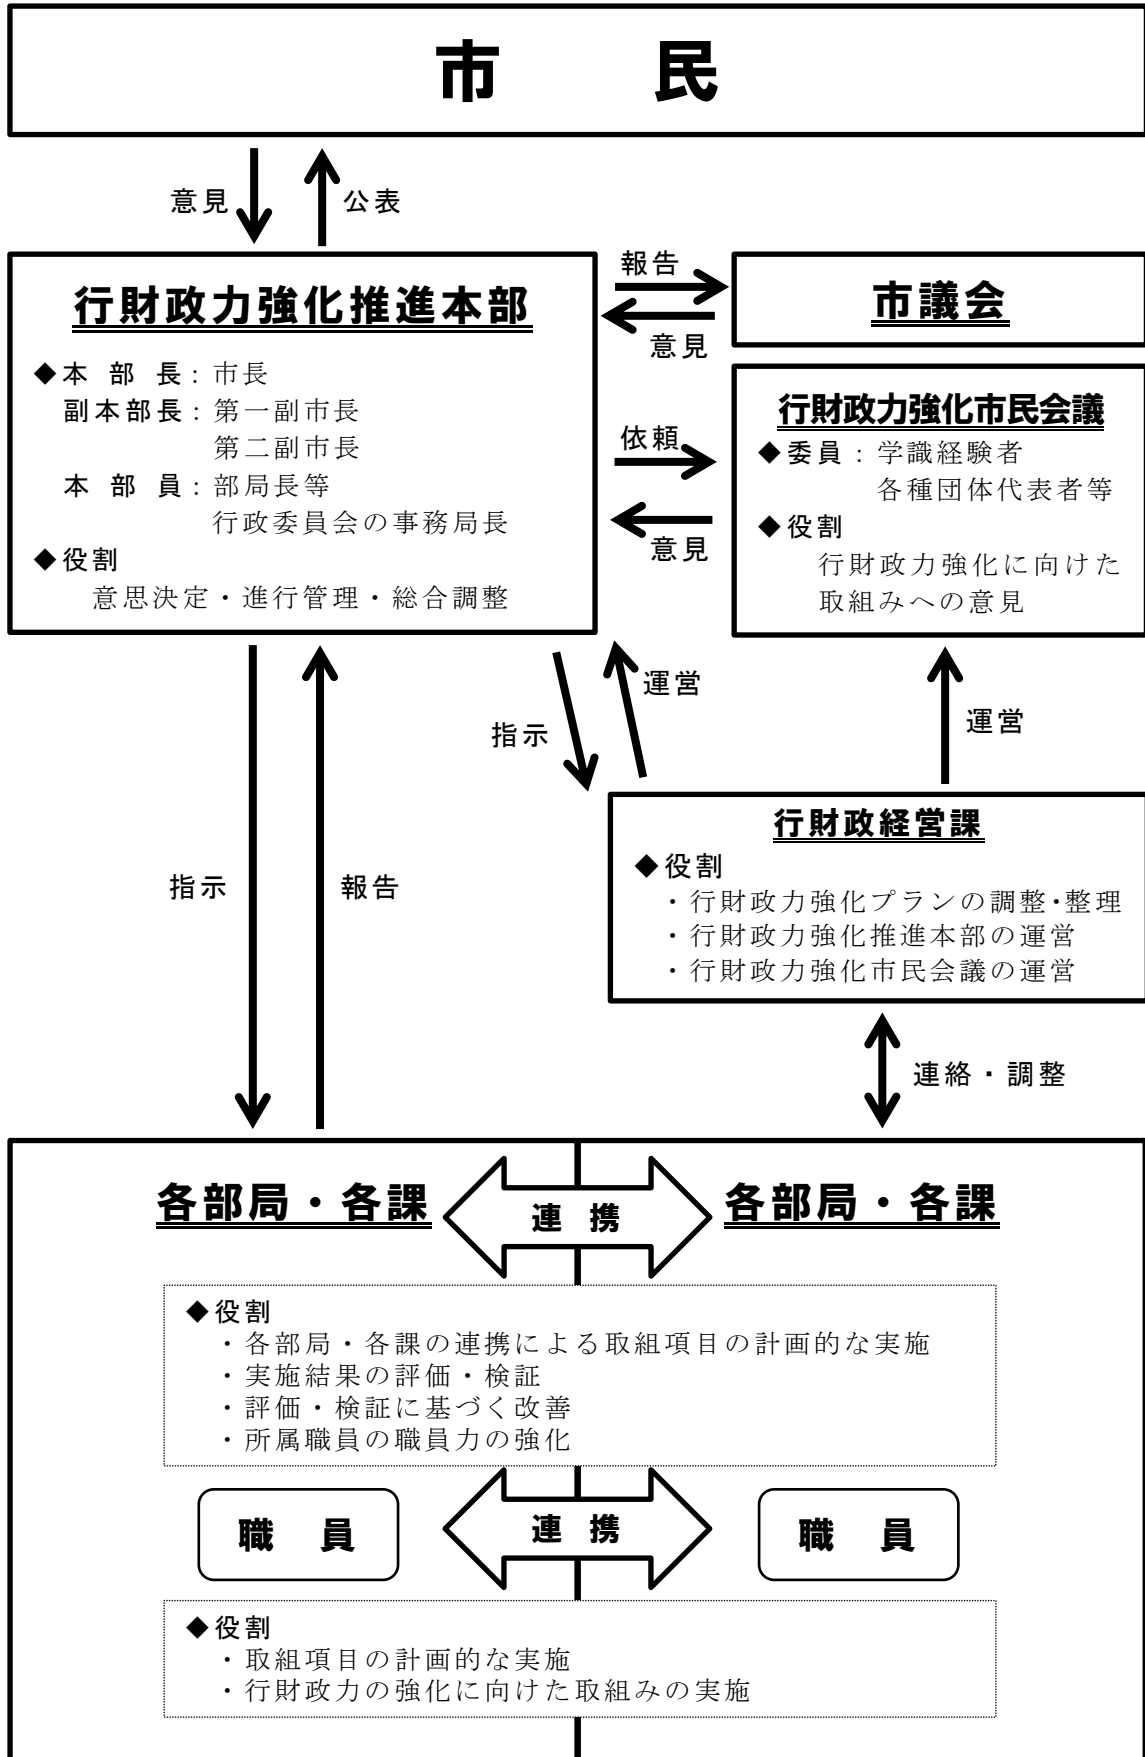 市　民
意見
公表
行財政力強化推進本部
◆本部長：市長
副本部長：第一副市長
第二副市長
本部員：部局長等
行政委員会の事務局長
◆役割
意思決定・進行管理・総合調整
報告
意見
市議会
依頼
意見
行財政力強化市民会議
◆委員：学識経験者
各種団体代表者等
◆役割
行財政力強化に向けた
取組みへの意見
指示
運営
運営
行財政経営課
◆役割
・行財政力強化プランの調整・整理
・行財政力強化推進本部の運営
・行財政力強化市民会議の運営
指示
報告
連絡・調整
各部局・各課
連携
各部局・各課
◆役割
・各部局・各課の連携による取組項目の計画的な実施
・実施結果の評価・検証
・評価・検証に基づく改善
・所属職員の職員力の強化
職　員
連携
職　員
◆役割
・取組項目の計画的な実施
・行財政力の強化に向けた取組みの実施